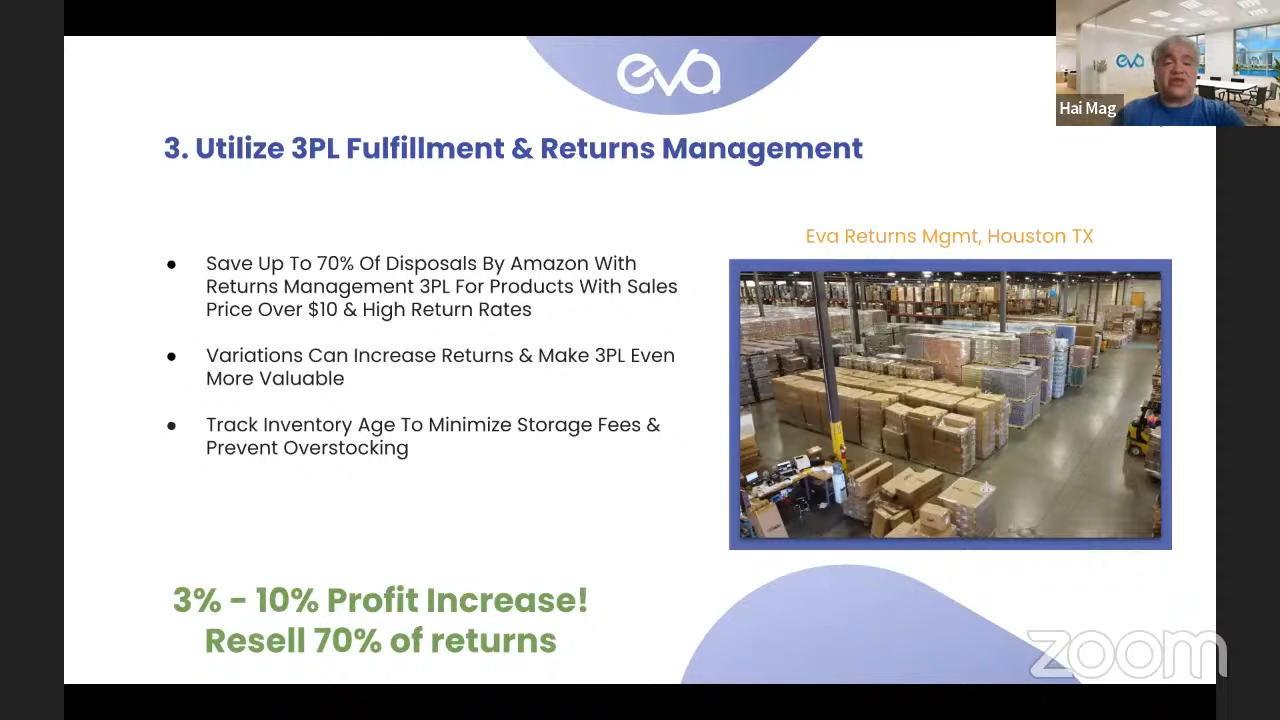 eva
eva
Hai Mag
3. Utilize 3PL Fulfillment & Returns Management
Eva Returns Mgmt, Houston TX
● Save Up To 70% Of Disposals By Amazon With
Returns Management 3PL For Products With Sales
Price Over $10 & High Return Rates
● Variations Can Increase Returns & Make 3PL Even
More Valuable
● Track Inventory Age To Minimize Storage Fees &
Prevent Overstocking
3% - 10% Profit Increase!
Resell 70% of returns
zoom